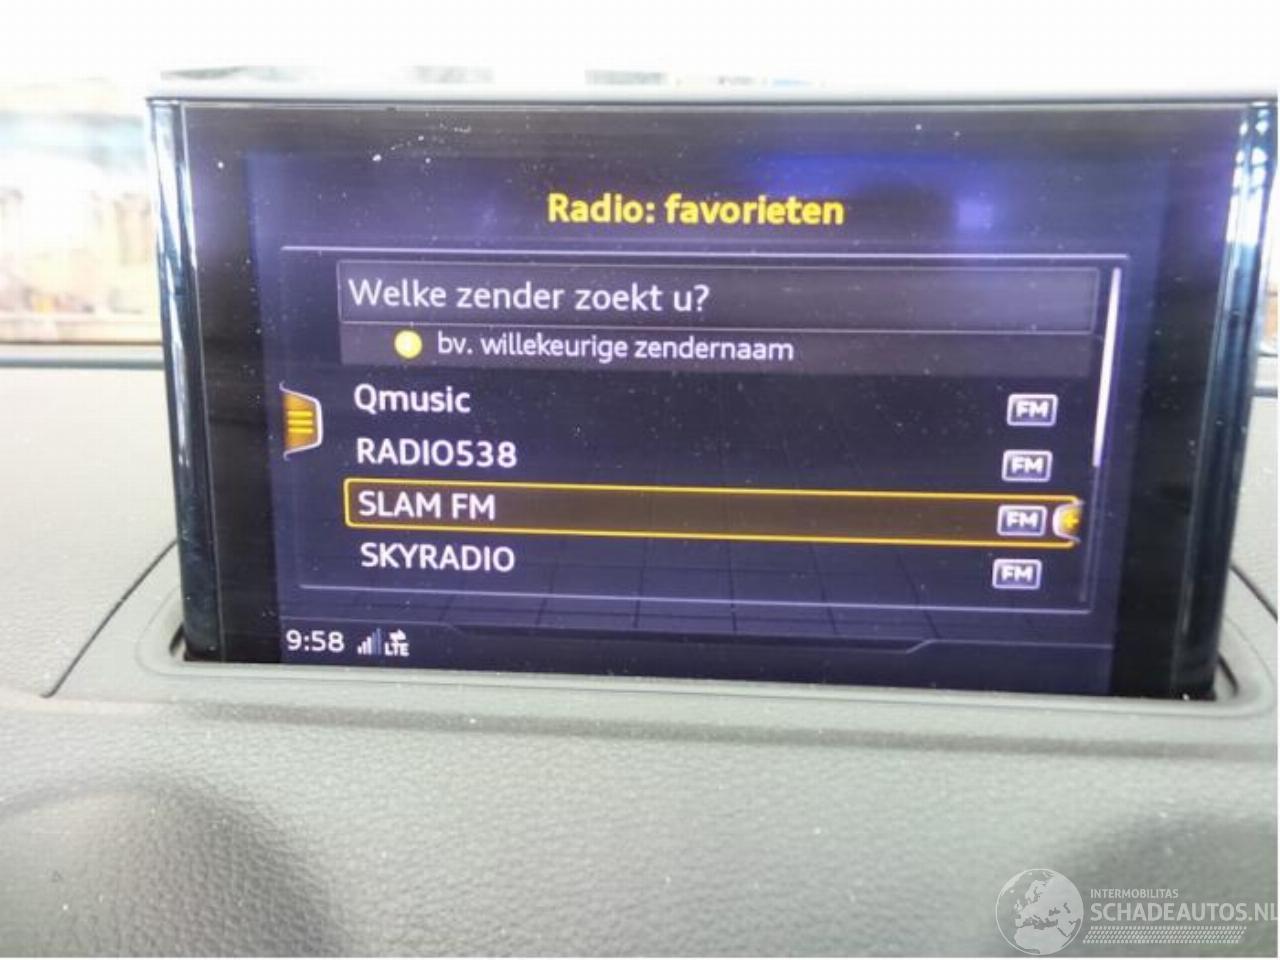 Radio: favorieten
Welke zender zoekt u?
bv. willekeurige zendernaam
Qmusic FM
RADIO538 FM
SLAM FM FM
SKYRADIO FM
9:58 LTE
INTERMOBILITAS
SCHADEAUTOS.NL